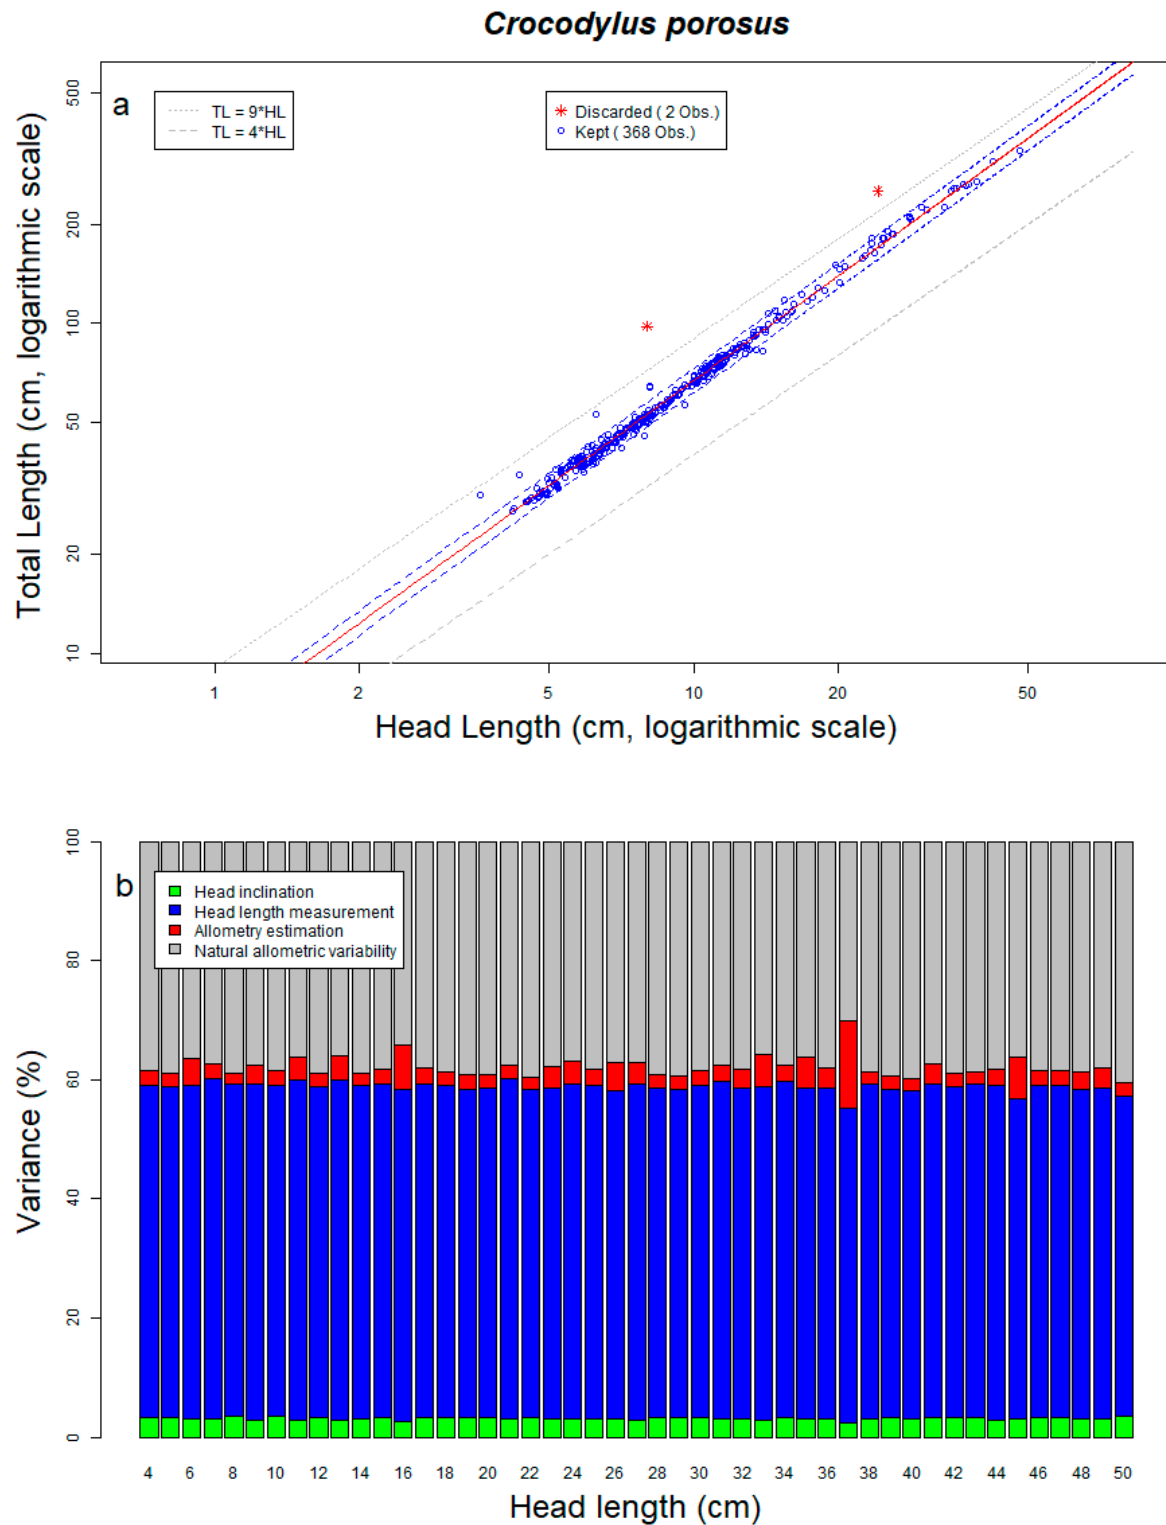 Crocodylus porosus
a
TL = 9*HL
TL = 4*HL
Discarded ( 2 Obs.)
Kept ( 368 Obs.)
Total Length (cm, logarithmic scale)
500
200
100
50
20
10
1 2 5 10 20 50
Head Length (cm, logarithmic scale)
b
Head inclination
Head length measurement
Allometry estimation
Natural allometric variability
Variance (%)
100
80
60
40
20
0
4 6 8 10 12 14 16 18 20 22 24 26 28 30 32 34 36 38 40 42 44 46 48 50
Head length (cm)